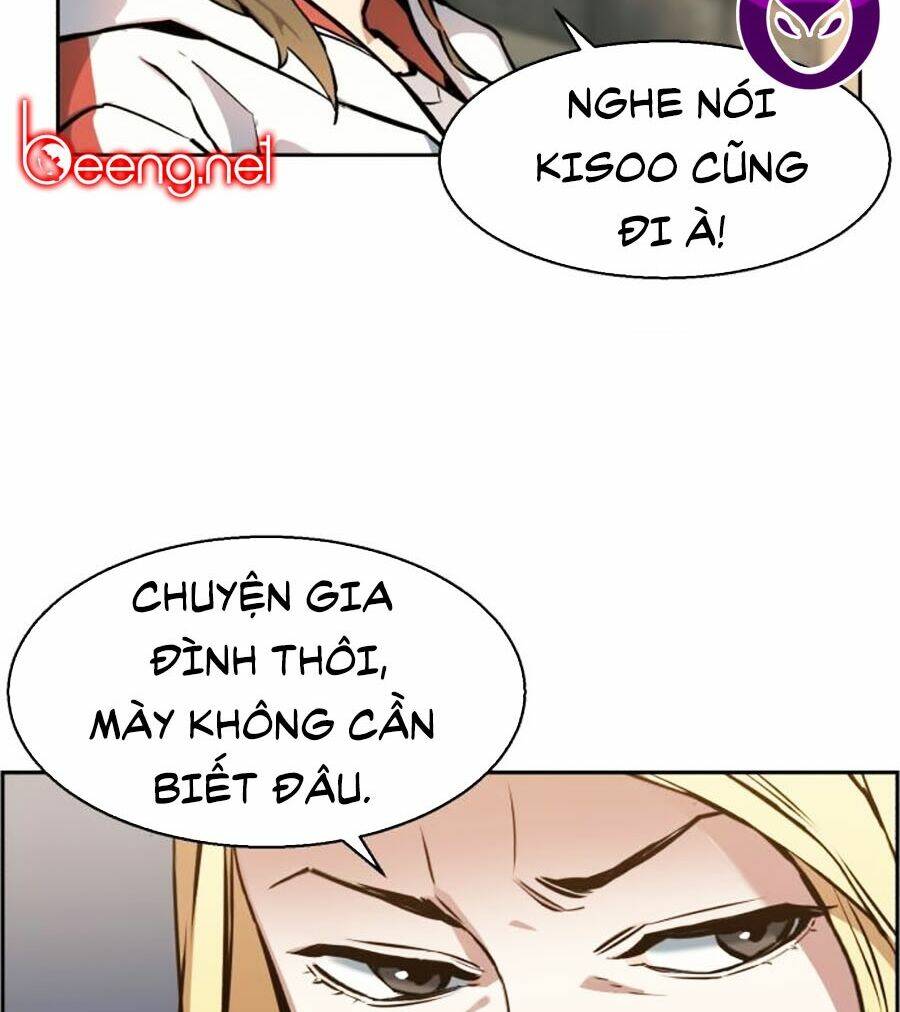 NGHE NÓI
KISOO CŨNG
ĐI À!
beeng.net
CHUYỆN GIA
ĐÌNH THÔI,
MÀY KHÔNG CẦN
BIẾT ĐÂU.